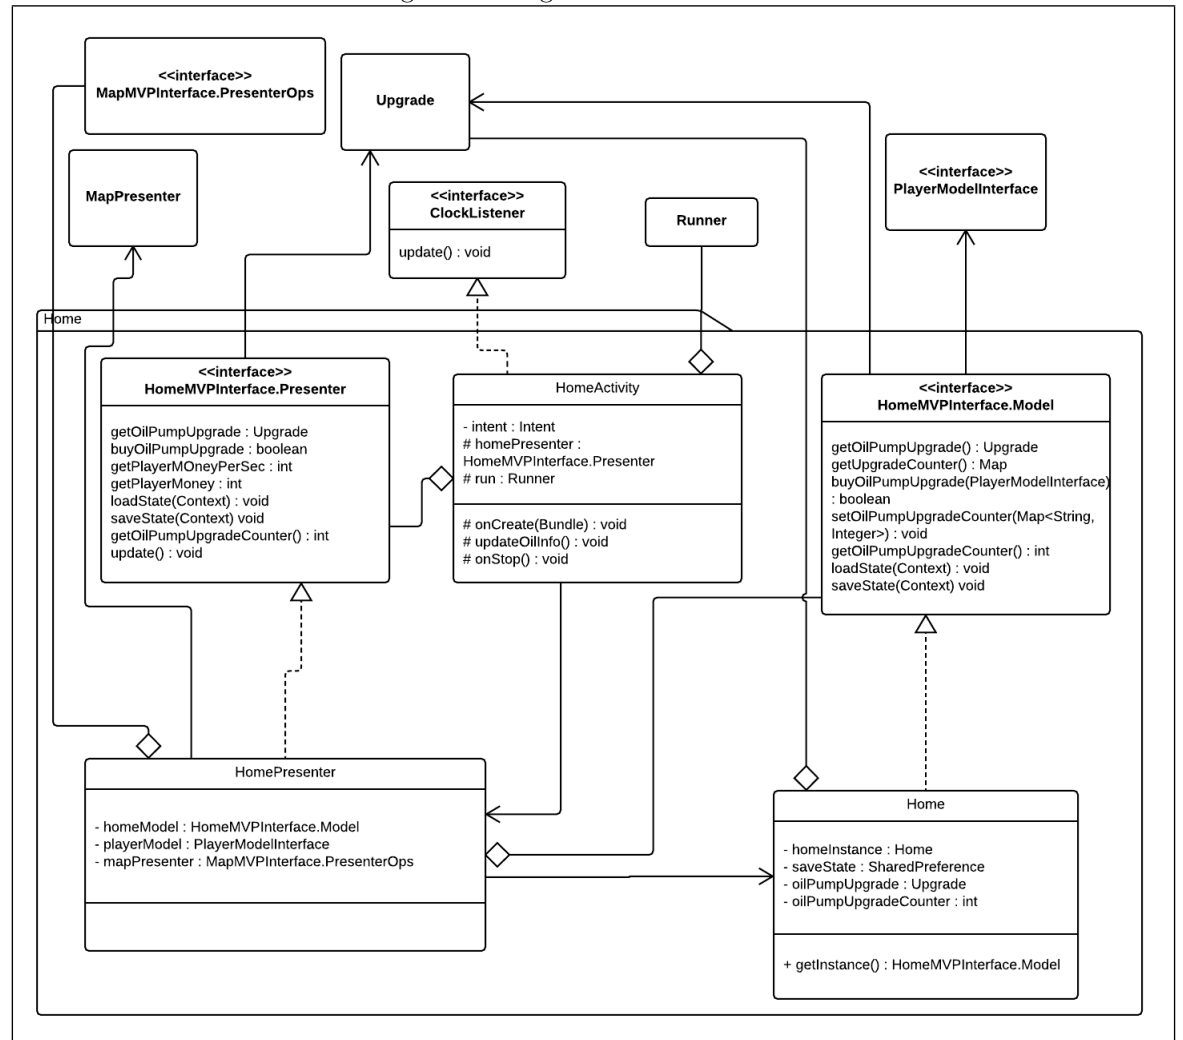 <<interface>>
MapMVPInterface.PresenterOps
Upgrade
<<interface>>
PlayerModelInterface
MapPresenter
<<interface>>
ClockListener
update() : void
Runner
Home
<<interface>>
HomeMVPInterface.Presenter
getOilPumpUpgrade : Upgrade
buyOilPumpUpgrade : boolean
getPlayerMOneyPerSec : int
getPlayerMoney : int
loadState(Context) : void
saveState(Context) void
getOilPumpUpgradeCounter() : int
update() : void
HomeActivity
- intent : Intent
# homePresenter :
HomeMVPInterface.Presenter
# run : Runner
# onCreate(Bundle) : void
# updateOilInfo() : void
# onStop() : void
<<interface>>
HomeMVPInterface.Model
getOilPumpUpgrade() : Upgrade
getUpgradeCounter() : Map
buyOilPumpUpgrade(PlayerModelInterface)
: boolean
setOilPumpUpgradeCounter(Map<String,
Integer>) : void
getOilPumpUpgradeCounter() : int
loadState(Context) : void
saveState(Context) void
HomePresenter
- homeModel : HomeMVPInterface.Model
- playerModel : PlayerModelInterface
- mapPresenter : MapMVPInterface.PresenterOps
Home
- homeInstance : Home
- saveState : SharedPreference
- oilPumpUpgrade : Upgrade
- oilPumpUpgradeCounter : int
+ getInstance() : HomeMVPInterface.Model